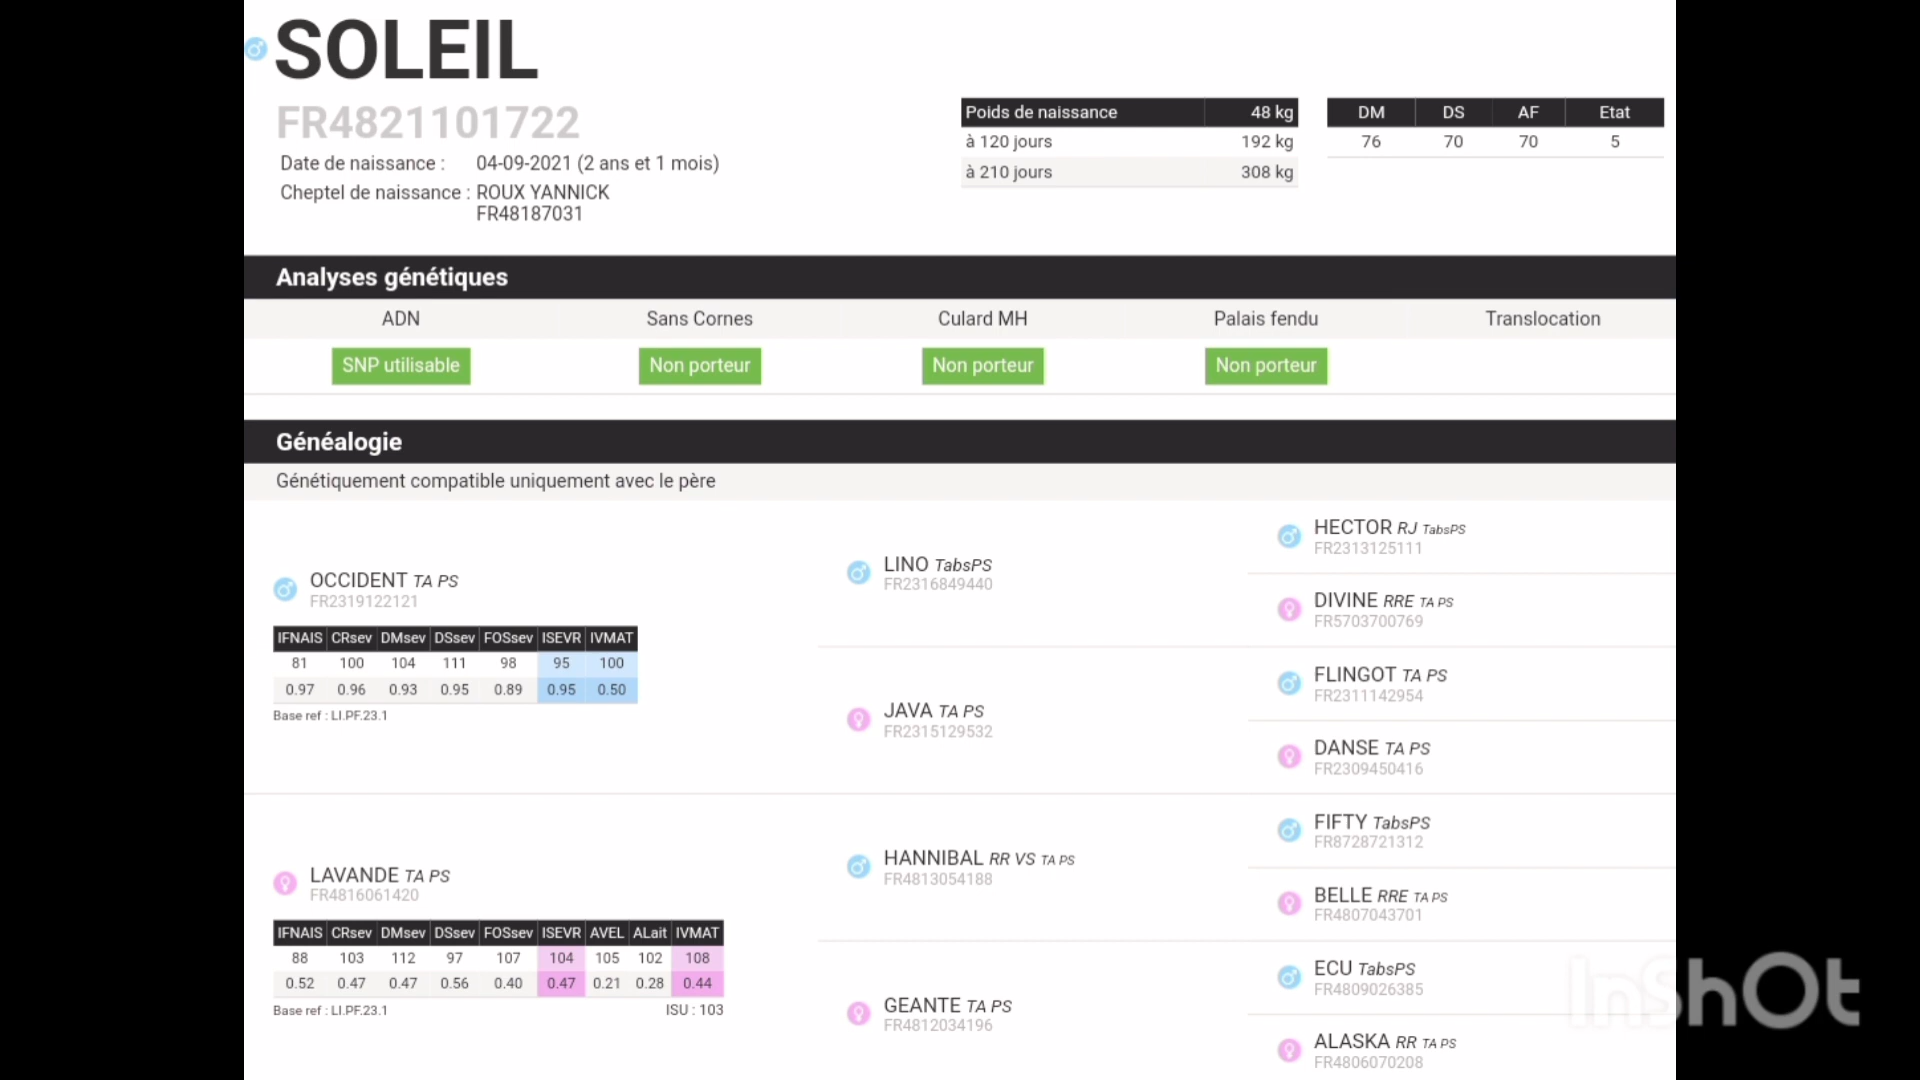 SOLEIL
FR4821101722
Date de naissance : 04-09-2021 (2 ans et 1 mois)
Cheptel de naissance : ROUX YANNICK
FR48187031
Poids de naissance 48 kg
à 120 jours 192 kg
à 210 jours 308 kg
DM DS AF Etat
76 70 70 5
Analyses génétiques
ADN Sans Cornes Culard MH Palais fendu Translocation
SNP utilisable Non porteur Non porteur Non porteur
Généalogie
Génétiquement compatible uniquement avec le père
OCCIDENT TA PS
FR2319122121
IFNAIS CRsev DMsev DSsev FOSsev ISEVR IVMAT
81 100 104 111 98 95 100
0.97 0.96 0.93 0.95 0.89 0.95 0.50
Base ref : LI.PF.23.1
LINO TabsPS
FR2316849440
HECTOR RJ TabsPS
FR2313125111
DIVINE RRE TA PS
FR5703700769
JAVA TA PS
FR2315129532
FLINGOT TA PS
FR2311142954
DANSE TA PS
FR2309450416
LAVANDE TA PS
FR4816061420
IFNAIS CRsev DMsev DSsev FOSsev ISEVR AVEL ALait IVMAT
88 103 112 97 107 104 105 102 108
0.52 0.47 0.47 0.56 0.40 0.47 0.21 0.28 0.44
Base ref : LI.PF.23.1 ISU : 103
HANNIBAL RR VS TA PS
FR4813054188
FIFTY TabsPS
FR8728721312
BELLE RRE TA PS
FR4807043701
GEANTE TA PS
FR4812034196
ECU TabsPS
FR4809026385
ALASKA RR TA PS
FR4806070208
InShOt